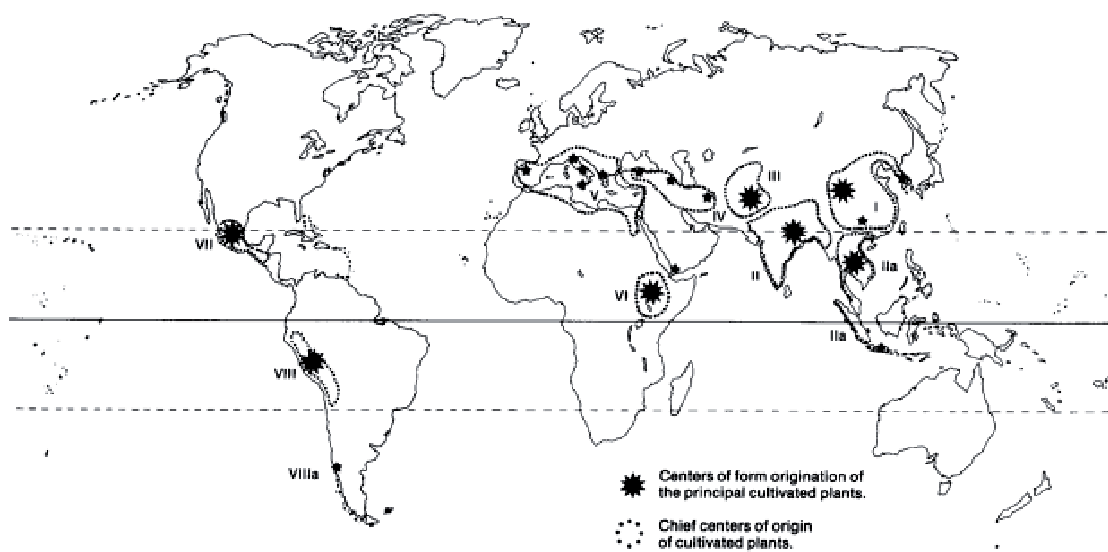 III
I
V
IV
VII
II
IIa
VI
IIa
VIII
VIIIa
Centers of form origination of
the principal cultivated plants.
Chief centers of origin
of cultivated plants.